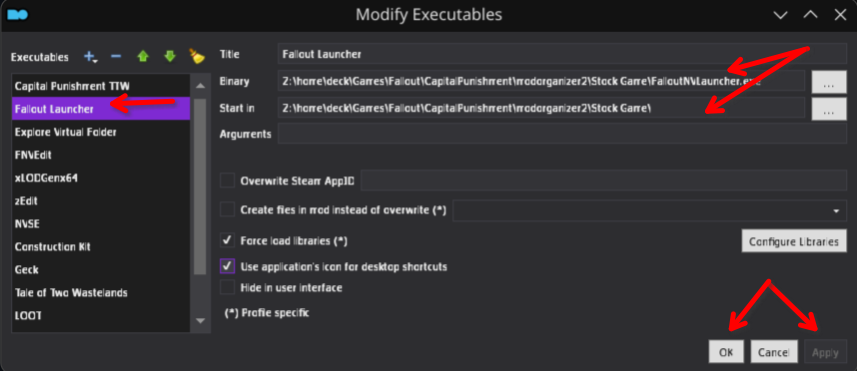 Modify Executables
Executables
Title Fallout Launcher
Binary Z:\home\deck\Games\Fallout\CapitalPunishment\modorganizer2\Stock Game\FalloutNVLauncher.exe ...
Start in Z:\home\deck\Games\Fallout\CapitalPunishment\modorganizer2\Stock Game\ ...
Arguments
Capital Punishment TTW
Fallout Launcher
Explore Virtual Folder
FNVEdit
xLODGenx64
zEdit
NVSE
Construction Kit
Geck
Tale of Two Wastelands
LOOT
Overwrite Steam AppID
Create files in mod instead of overwrite (*)
Force load libraries (*)
Configure Libraries
Use application's icon for desktop shortcuts
Hide in user interface
(*) Profile specific
OK Cancel Apply